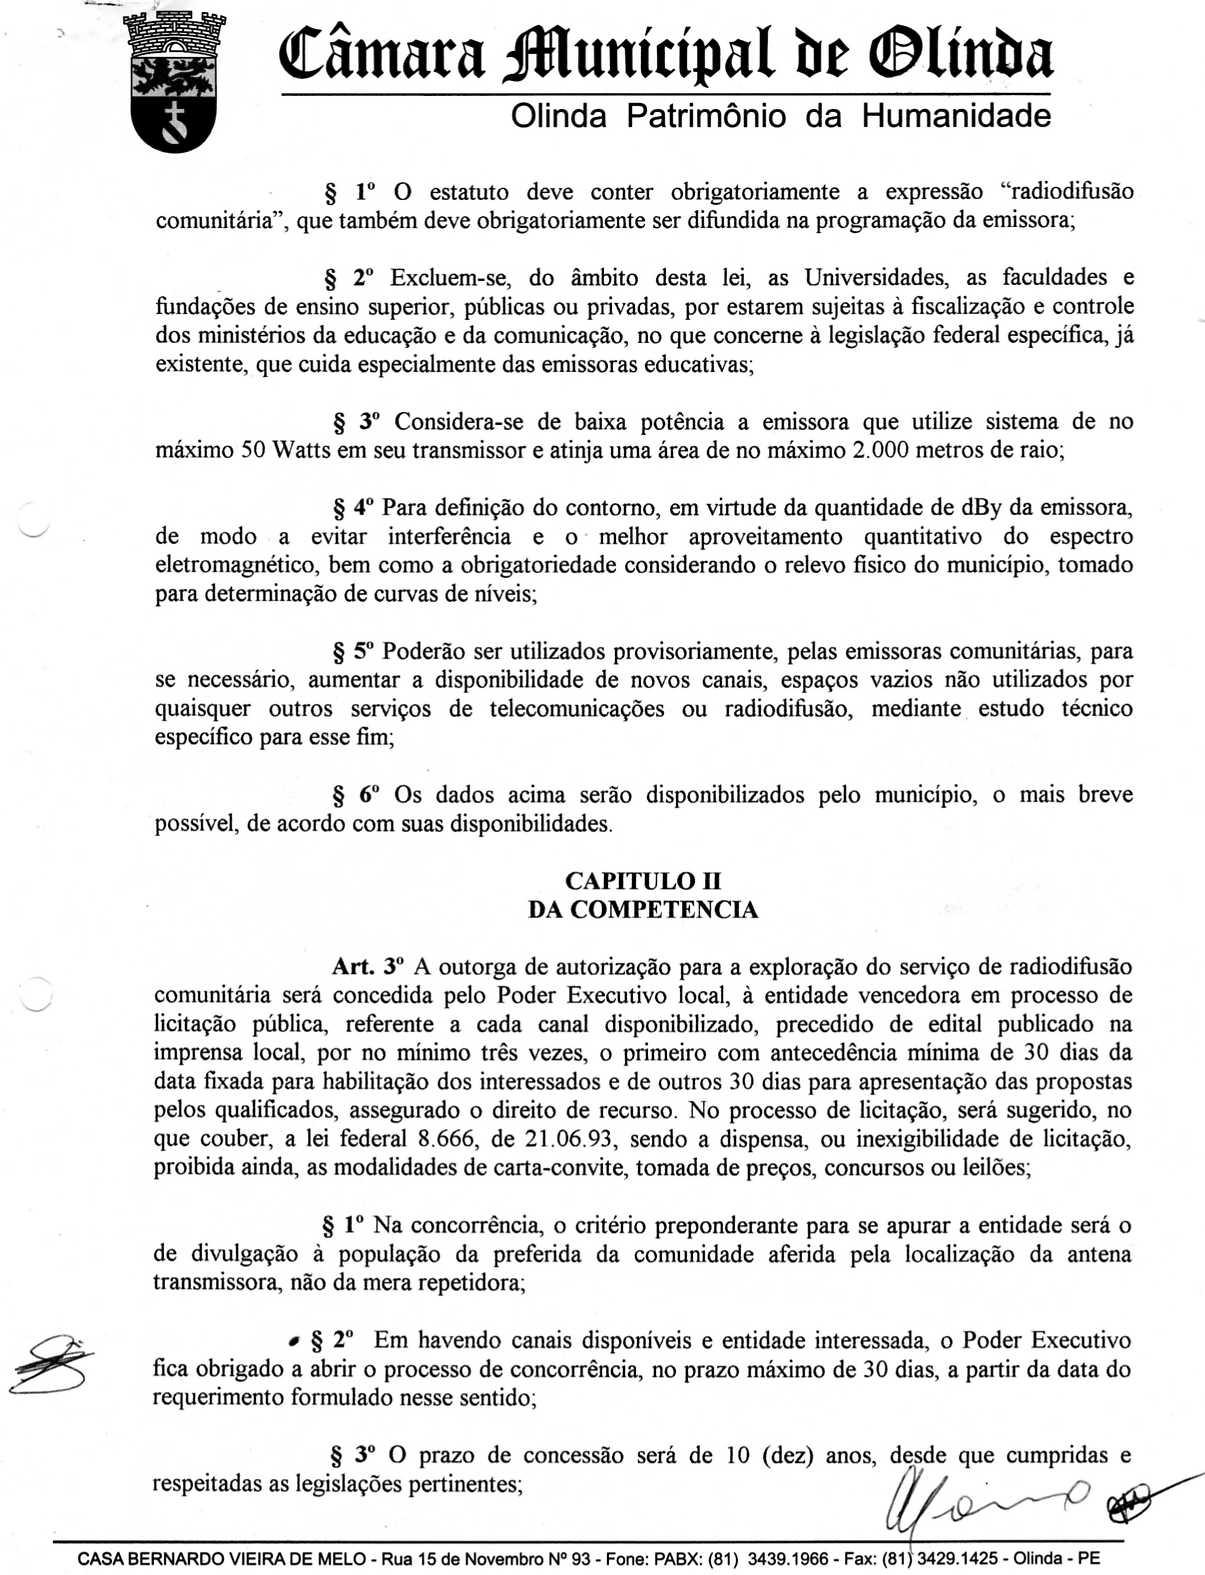 Câmara Municipal de Olinda
Olinda Patrimônio da Humanidade
§ 1º O estatuto deve conter obrigatoriamente a expressão “radiodifusão
comunitária”, que também deve obrigatoriamente ser difundida na programação da emissora;
§ 2º Excluem-se, do âmbito desta lei, as Universidades, as faculdades e
fundações de ensino superior, públicas ou privadas, por estarem sujeitas à fiscalização e controle
dos ministérios da educação e da comunicação, no que concerne à legislação federal específica, já
existente, que cuida especialmente das emissoras educativas;
§ 3º Considera-se de baixa potência a emissora que utilize sistema de no
máximo 50 Watts em seu transmissor e atinja uma área de no máximo 2.000 metros de raio;
§ 4º Para definição do contorno, em virtude da quantidade de dBy da emissora,
de modo a evitar interferência e o melhor aproveitamento quantitativo do espectro
eletromagnético, bem como a obrigatoriedade considerando o relevo físico do município, tomado
para determinação de curvas de níveis;
§ 5º Poderão ser utilizados provisoriamente, pelas emissoras comunitárias, para
se necessário, aumentar a disponibilidade de novos canais, espaços vazios não utilizados por
quaisquer outros serviços de telecomunicações ou radiodifusão, mediante estudo técnico
específico para esse fim;
§ 6º Os dados acima serão disponibilizados pelo município, o mais breve
possível, de acordo com suas disponibilidades.
CAPITULO II
DA COMPETENCIA
Art. 3º A outorga de autorização para a exploração do serviço de radiodifusão
comunitária será concedida pelo Poder Executivo local, à entidade vencedora em processo de
licitação pública, referente a cada canal disponibilizado, precedido de edital publicado na
imprensa local, por no mínimo três vezes, o primeiro com antecedência mínima de 30 dias da
data fixada para habilitação dos interessados e de outros 30 dias para apresentação das propostas
pelos qualificados, assegurado o direito de recurso. No processo de licitação, será sugerido, no
que couber, a lei federal 8.666, de 21.06.93, sendo a dispensa, ou inexigibilidade de licitação,
proibida ainda, as modalidades de carta-convite, tomada de preços, concursos ou leilões;
§ 1º Na concorrência, o critério preponderante para se apurar a entidade será o
de divulgação à população da preferida da comunidade aferida pela localização da antena
transmissora, não da mera repetidora;
§ 2º Em havendo canais disponíveis e entidade interessada, o Poder Executivo
fica obrigado a abrir o processo de concorrência, no prazo máximo de 30 dias, a partir da data do
requerimento formulado nesse sentido;
§ 3º O prazo de concessão será de 10 (dez) anos, desde que cumpridas e
respeitadas as legislações pertinentes;
CASA BERNARDO VIEIRA DE MELO - Rua 15 de Novembro Nº 93 - Fone: PABX: (81) 3439.1966 - Fax: (81) 3429.1425 - Olinda - PE